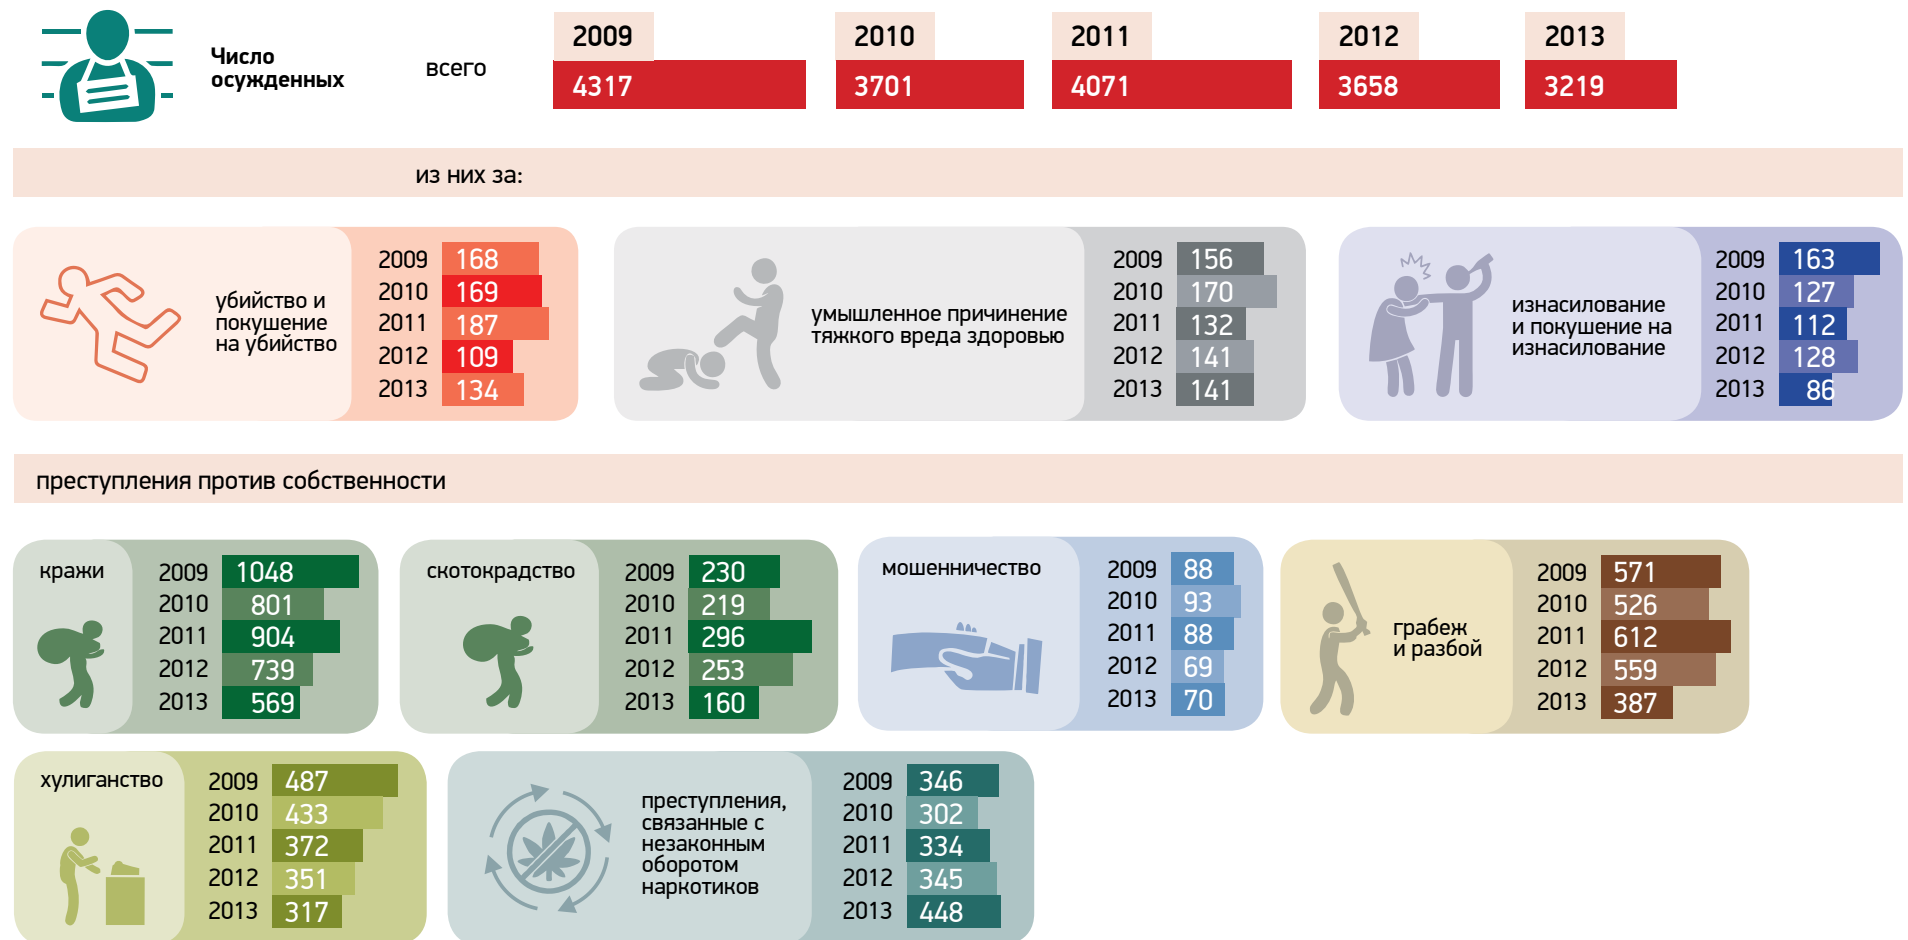 Число
осужденных
всего
2009
4317
2010
3701
2011
4071
2012
3658
2013
3219
из них за:
убийство и
покушение
на убийство
2009 168
2010 169
2011 187
2012 109
2013 134
умышленное причинение
тяжкого вреда здоровью
2009 156
2010 170
2011 132
2012 141
2013 141
изнасилование
и покушение на
изнасилование
2009 163
2010 127
2011 112
2012 128
2013 86
преступления против собственности
кражи
2009 1048
2010 801
2011 904
2012 739
2013 569
скотокрадство
2009 230
2010 219
2011 296
2012 253
2013 160
мошенничество
2009 88
2010 93
2011 88
2012 69
2013 70
грабеж
и разбой
2009 571
2010 526
2011 612
2012 559
2013 387
хулиганство
2009 487
2010 433
2011 372
2012 351
2013 317
преступления,
связанные с
незаконным
оборотом
наркотиков
2009 346
2010 302
2011 334
2012 345
2013 448